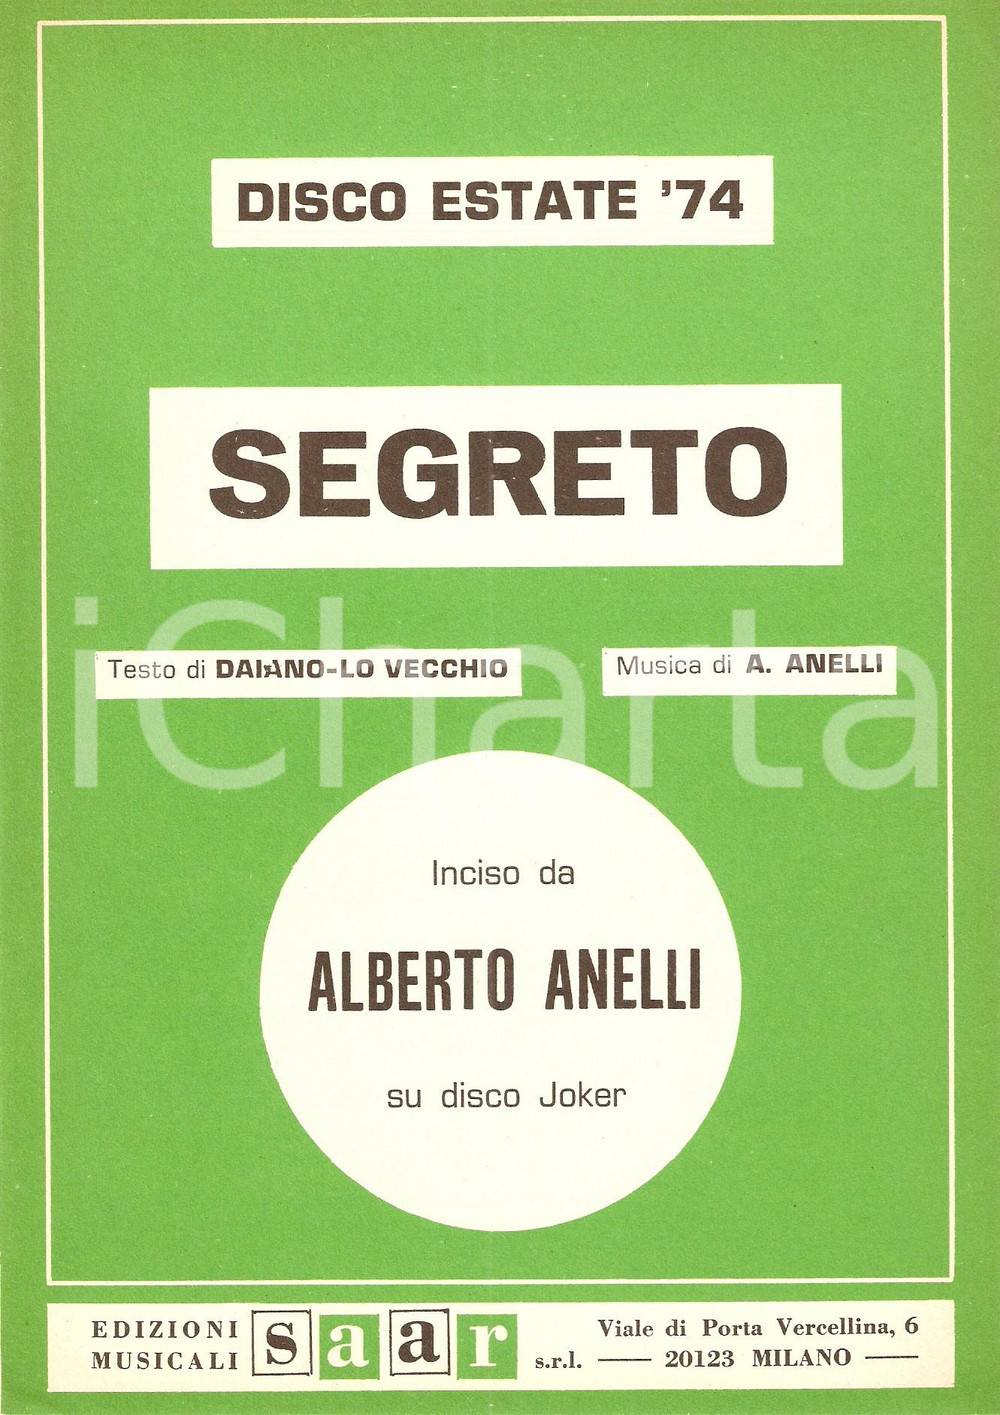 DISCO ESTATE '74
SEGRETO
iCharta
Testo di DAIANO-LO VECCHIO
Musica di A. ANELLI
Inciso da
ALBERTO ANELLI
su disco Joker
EDIZIONI MUSICALI saar s.r.l.
Viale di Porta Vercellina, 6
20123 MILANO